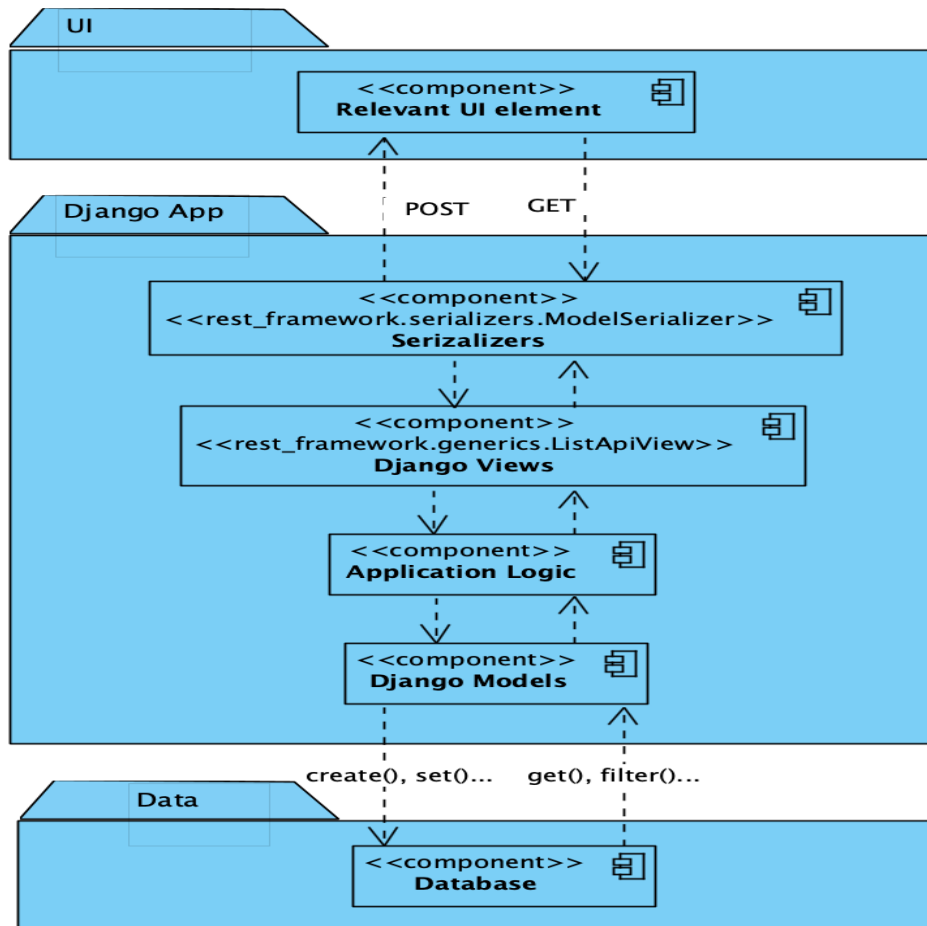 UI
<<component>>
Relevant UI element
POST
GET
Django App
<<component>>
<<rest_framework.serializers.ModelSerializer>>
Serizalizers
<<component>>
<<rest_framework.generics.ListApiView>>
Django Views
<<component>>
Application Logic
<<component>>
Django Models
create(), set()...
get(), filter()...
Data
<<component>>
Database